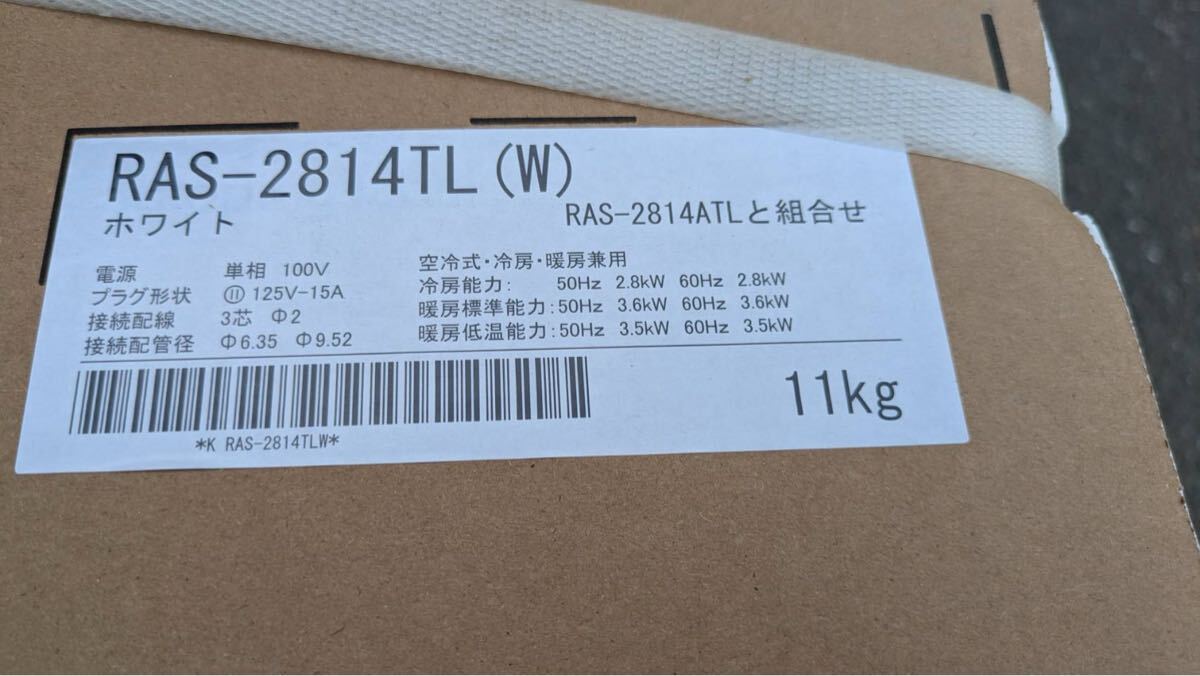 RAS-2814TL(W)
ホワイト
RAS-2814ATLと組合せ
電源 単相 100V
プラグ形状 125V-15A
接続配線 3芯 Φ2
接続配管径 Φ6.35 Φ9.52
空冷式・冷房・暖房兼用
冷房能力: 50Hz 2.8kW 60Hz 2.8kW
暖房標準能力:50Hz 3.6kW 60Hz 3.6kW
暖房低温能力:50Hz 3.5kW 60Hz 3.5kW
*K RAS-2814TLW*
11kg